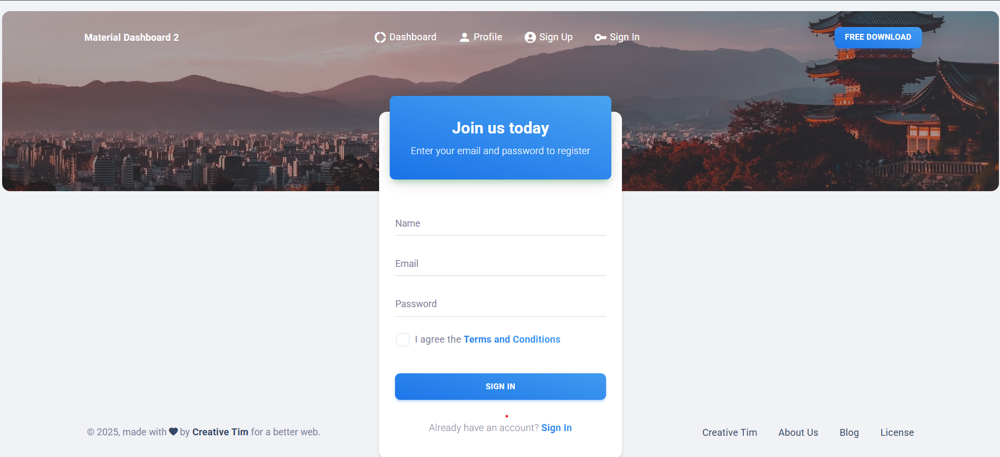 Material Dashboard 2
Dashboard
Profile
Sign Up
Sign In
FREE DOWNLOAD
Join us today
Enter your email and password to register
Name
Email
Password
I agree the Terms and Conditions
SIGN IN
Already have an account? Sign In
© 2025, made with by Creative Tim for a better web.
Creative Tim
About Us
Blog
License